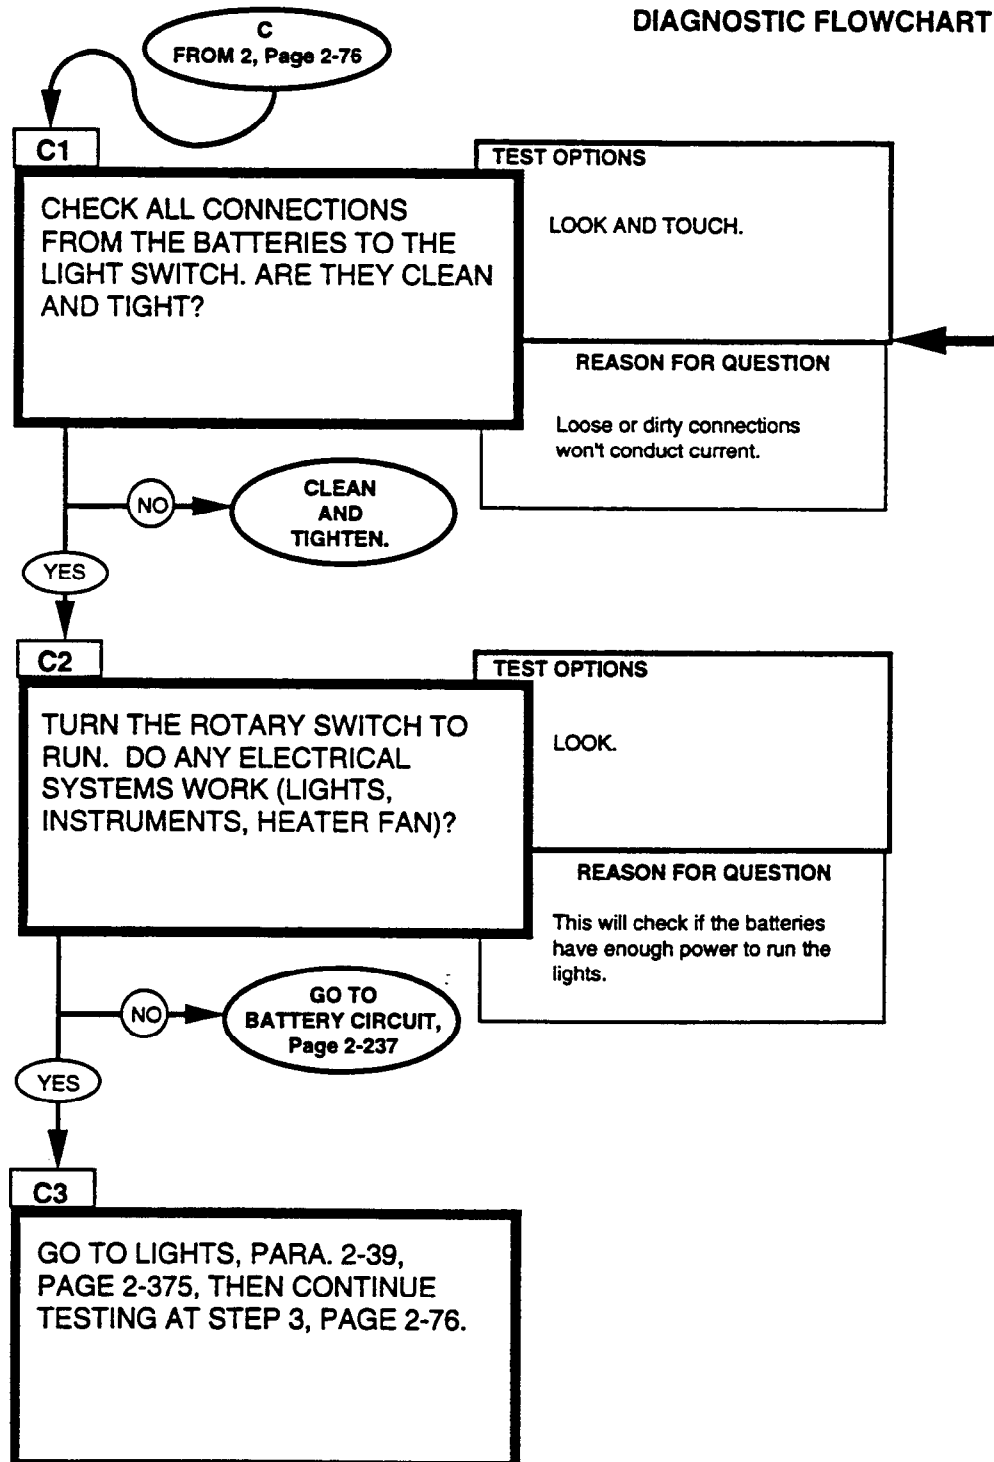 DIAGNOSTIC FLOWCHART
C
FROM 2, Page 2-76
C1
CHECK ALL CONNECTIONS
FROM THE BATTERIES TO THE
LIGHT SWITCH. ARE THEY CLEAN
AND TIGHT?
TEST OPTIONS
LOOK AND TOUCH.
REASON FOR QUESTION
Loose or dirty connections
won't conduct current.
NO
CLEAN
AND
TIGHTEN.
YES
C2
TURN THE ROTARY SWITCH TO
RUN. DO ANY ELECTRICAL
SYSTEMS WORK (LIGHTS,
INSTRUMENTS, HEATER FAN)?
TEST OPTIONS
LOOK.
REASON FOR QUESTION
This will check if the batteries
have enough power to run the
lights.
NO
GO TO
BATTERY CIRCUIT,
Page 2-237
YES
C3
GO TO LIGHTS, PARA. 2-39,
PAGE 2-375, THEN CONTINUE
TESTING AT STEP 3, PAGE 2-76.